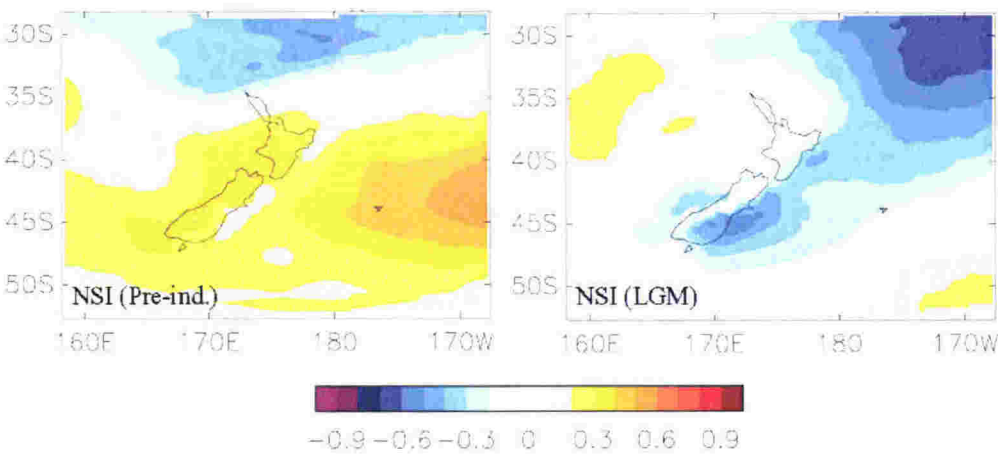 30S
35S
40S
45S
50S
NSI (Pre-ind.)
160E 170E 180 170W
30S
35S
40S
45S
50S
NSI (LGM)
160E 170E 180 170W
-0.9 -0.6 -0.3 0 0.3 0.6 0.9